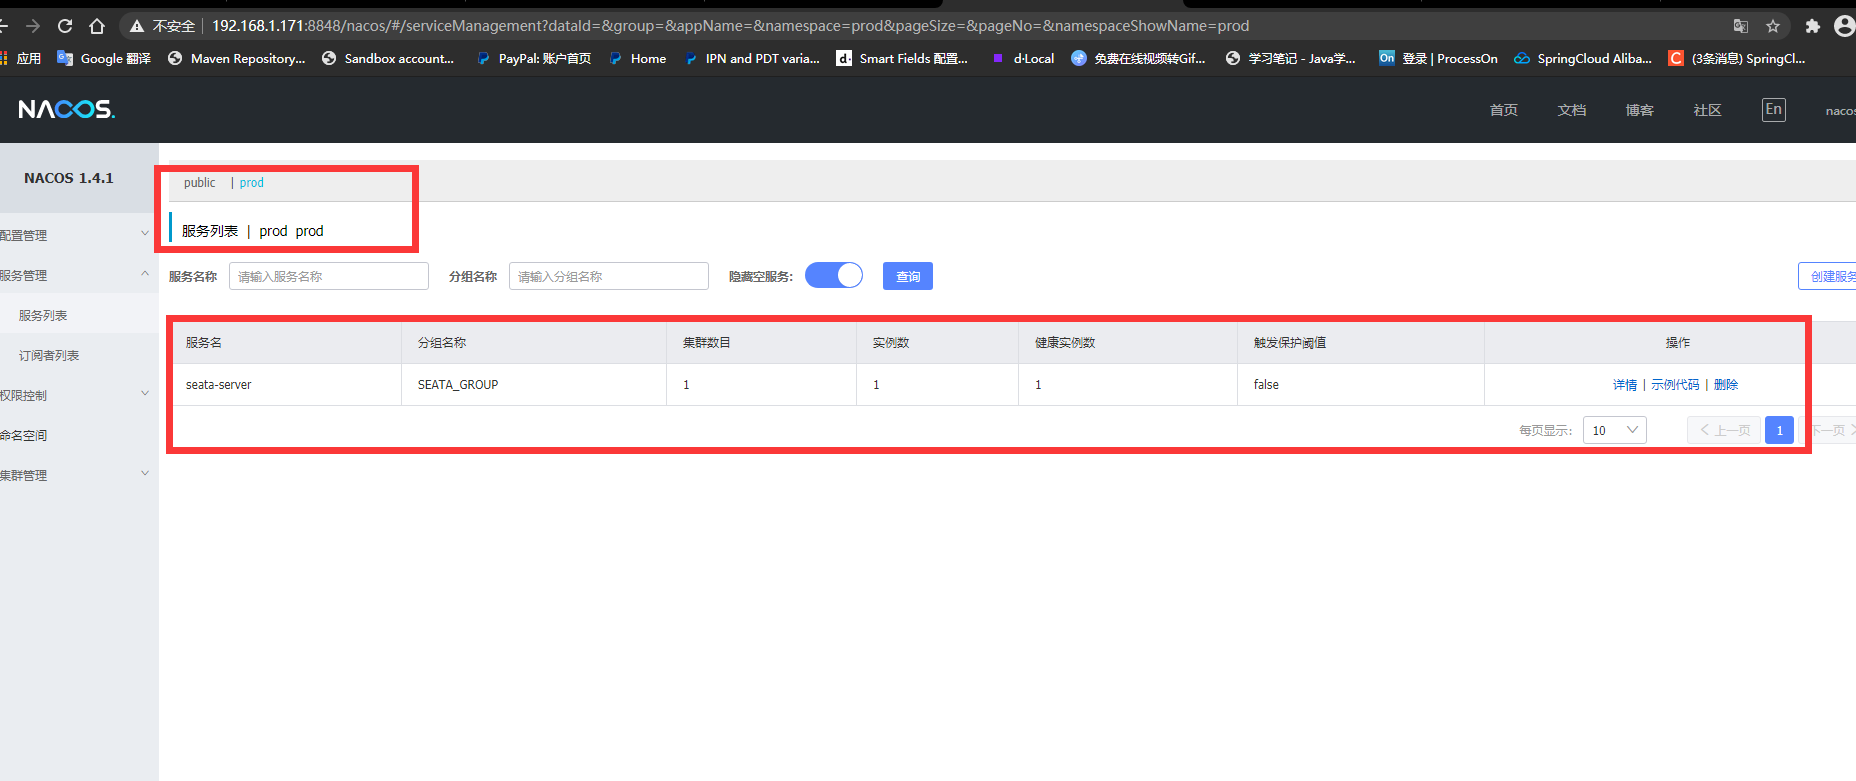 不安全 192.168.1.171:8848/nacos/#/serviceManagement?dataId=&group=&appName=&namespace=prod&pageSize=&pageNo=&namespaceShowName=prod
应用 Google 翻译 Maven Repository... Sandbox account... PayPal: 账户首页 Home IPN and PDT varia... Smart Fields 配置... d·Local 免费在线视频转Gif... 学习笔记 - Java学... 登录 | ProcessOn SpringCloud Aliba... (3条消息) SpringCl...
NACOS. 首页 文档 博客 社区 En nacos
NACOS 1.4.1
public | prod
服务列表 | prod prod
配置管理
服务管理
服务列表
订阅者列表
权限控制
命名空间
集群管理
服务名称 请输入服务名称 分组名称 请输入分组名称 隐藏空服务: 查询 创建服务
服务名 分组名称 集群数目 实例数 健康实例数 触发保护阈值 操作
seata-server SEATA_GROUP 1 1 1 false 详情 | 示例代码 | 删除
每页显示: 10 上一页 1 下一页